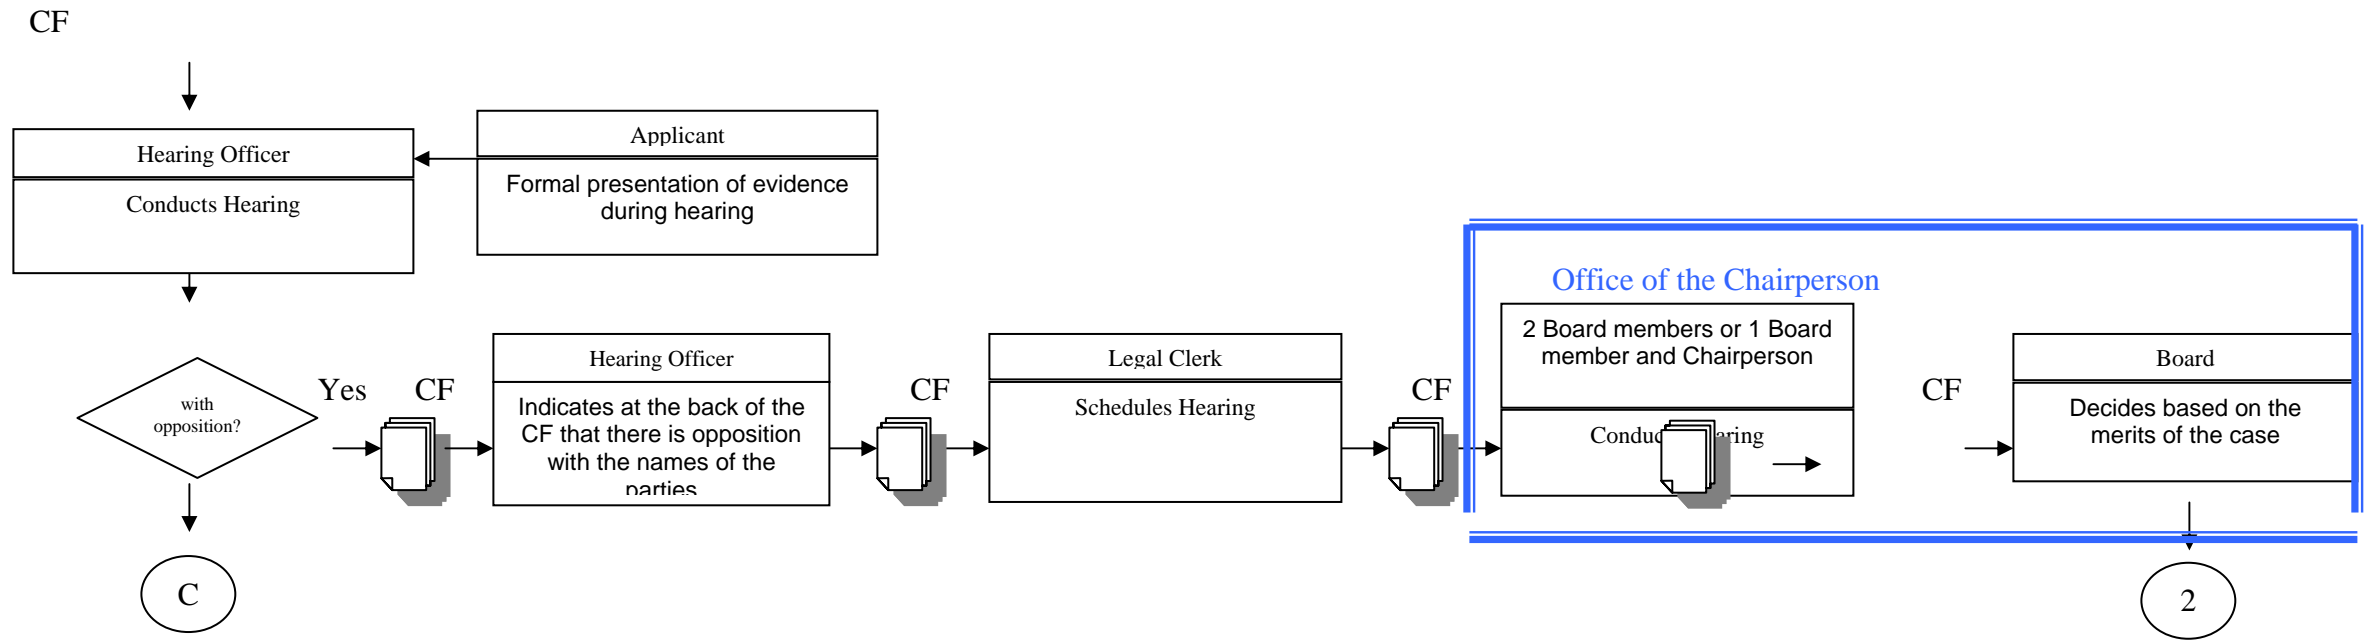 CF
Applicant
Hearing Officer
Formal presentation of evidence
during hearing
Conducts Hearing
Office of the Chairperson
2 Board members or 1 Board
member and Chairperson
Hearing Officer
Legal Clerk
Board
with
opposition?
Yes
CF
Indicates at the back of the
CF that there is opposition
with the names of the
parties
CF
Schedules Hearing
CF
CF
Decides based on the
merits of the case
C
2